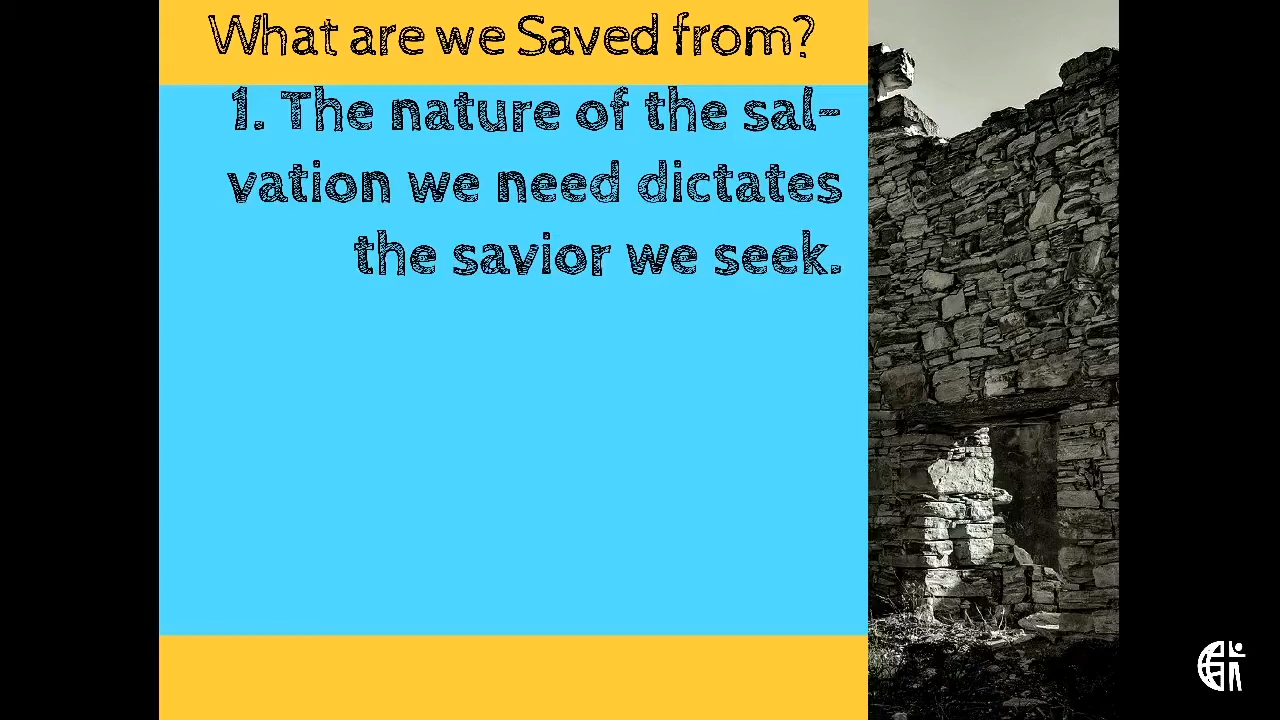 What are we Saved from?
1. The nature of the sal-
vation we need dictates
the savior we seek.